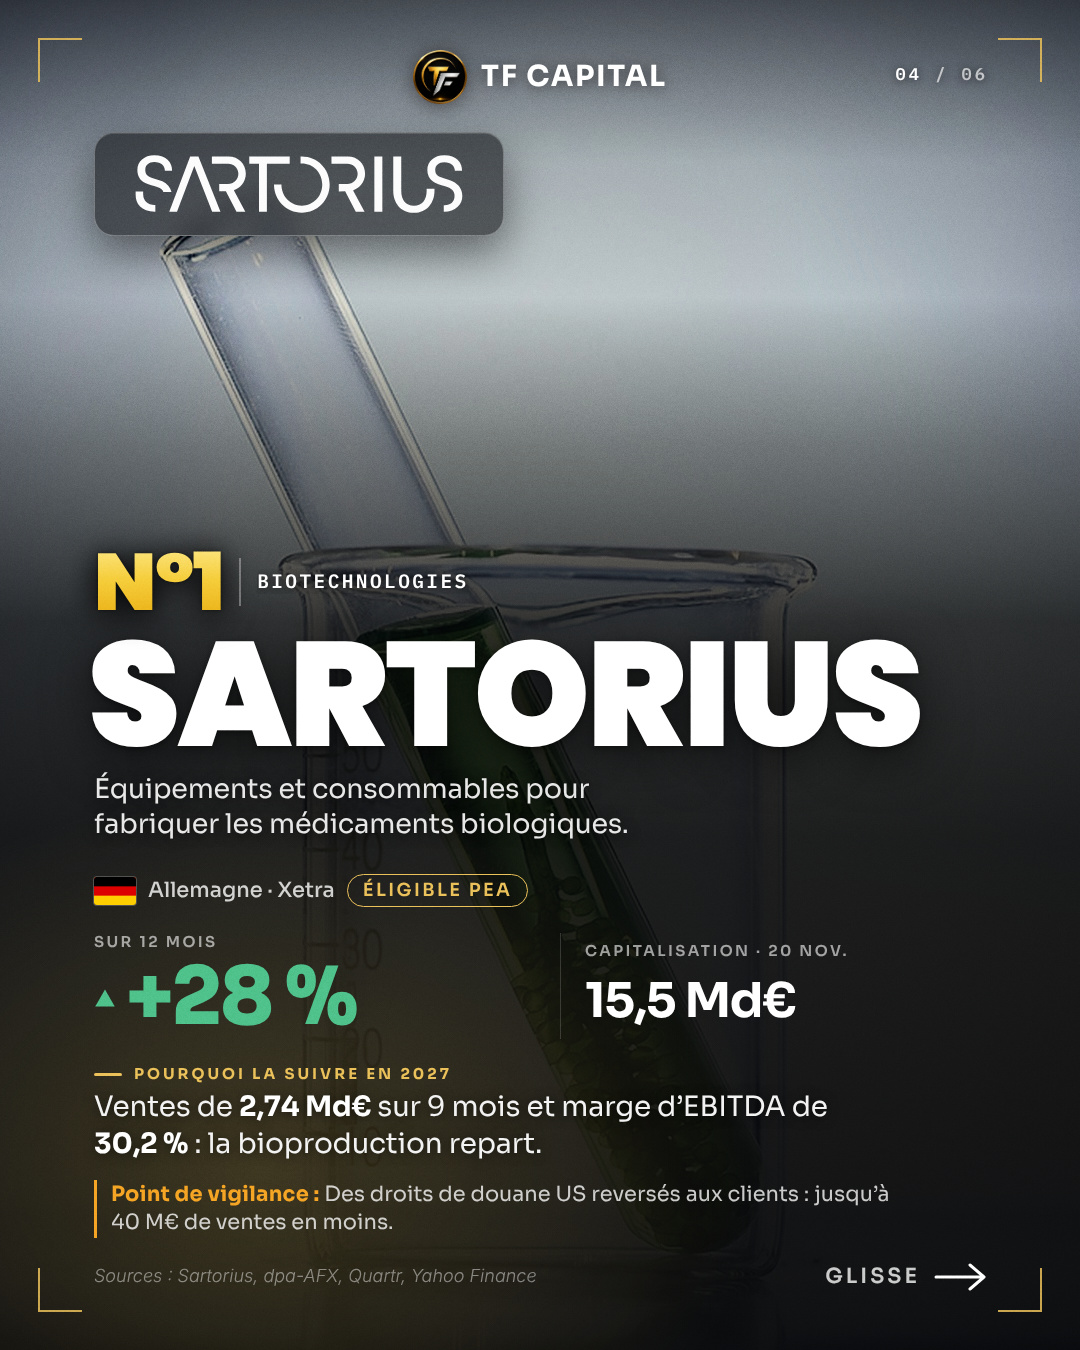 TF CAPITAL
04 / 06
SARTORIUS
Nº1
BIOTECHNOLOGIES
SARTORIUS
Équipements et consommables pour
fabriquer les médicaments biologiques.
Allemagne · Xetra
ÉLIGIBLE PEA
SUR 12 MOIS
▲ +28 %
CAPITALISATION · 20 NOV.
15,5 Md€
POURQUOI LA SUIVRE EN 2027
Ventes de 2,74 Md€ sur 9 mois et marge d’EBITDA de
30,2 % : la bioproduction repart.
Point de vigilance : Des droits de douane US reversés aux clients : jusqu’à
40 M€ de ventes en moins.
Sources : Sartorius, dpa-AFX, Quartr, Yahoo Finance
GLISSE →